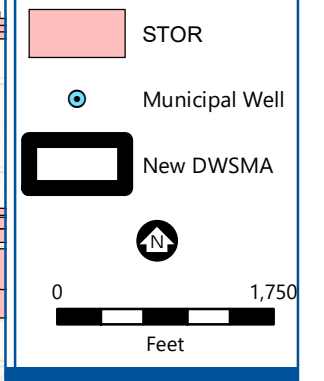 STOR
Municipal Well
New DWSMA
N
0 1,750
Feet